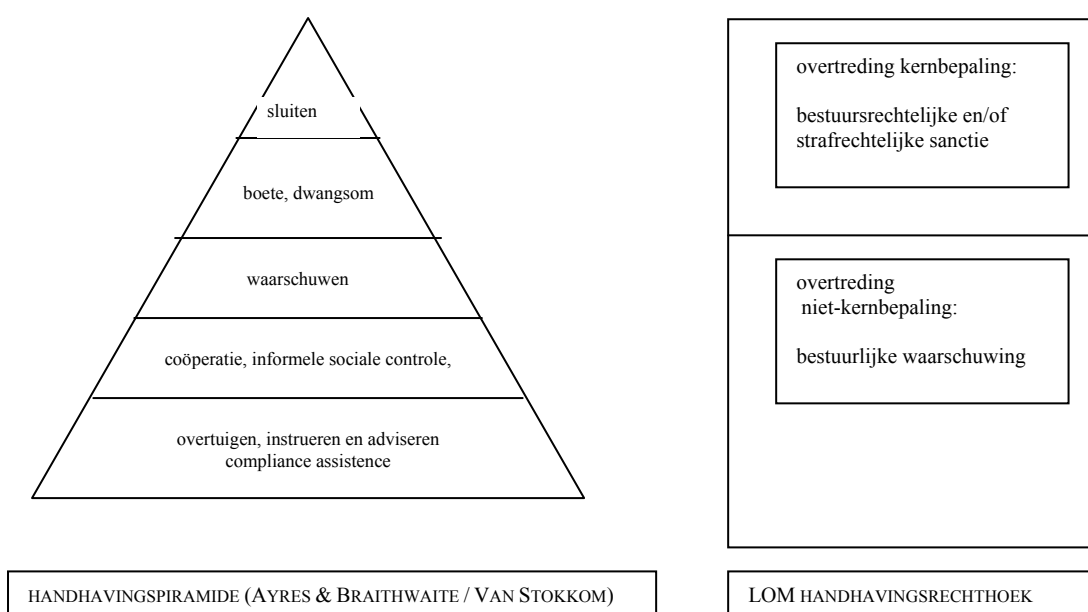 sluiten
boete, dwangsom
waarschuwen
coöperatie, informele sociale controle,
overtuigen, instrueren en adviseren
compliance assistence
HANDHAVINGSPIRAMIDE (AYRES & BRAITHWAITE / VAN STOKKOM)
overtreding kernbepaling:
bestuursrechtelijke en/of
strafrechtelijke sanctie
overtreding
niet-kernbepaling:
bestuurlijke waarschuwing
LOM HANDHAVINGSRECHTHOEK